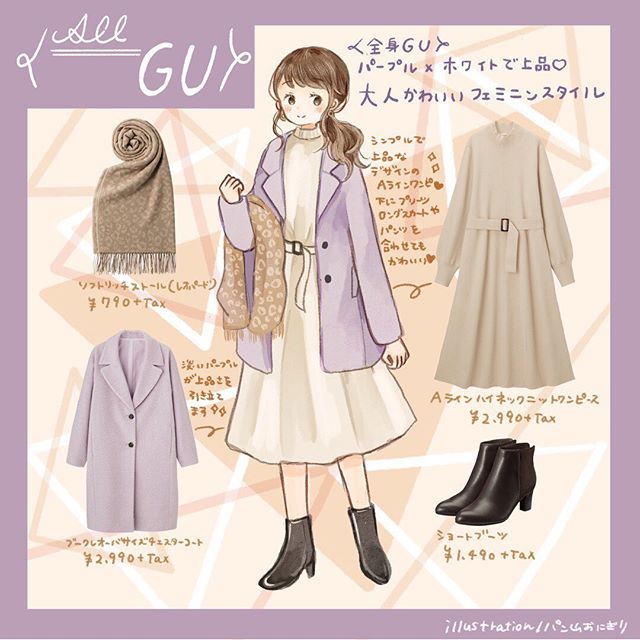 All
GU
全身GU
パープル×ホワイトで上品♡
大人かわいいフェミニンスタイル
シンプルで
上品な
デザインの
Aラインワンピ♥
下にプリーツ
ロングスカートや
パンツを
合わせても
かわいい♥
ソフトリッチストール(レオパード)
¥790+Tax
淡いパープル
が上品さを
引き立て
ます
Aラインハイネックニットワンピース
¥2,990+Tax
ブークレオーバサイズチェスターコート
¥2,990+Tax
ショートブーツ
¥1,490+Tax
illustration/パン山おにぎり